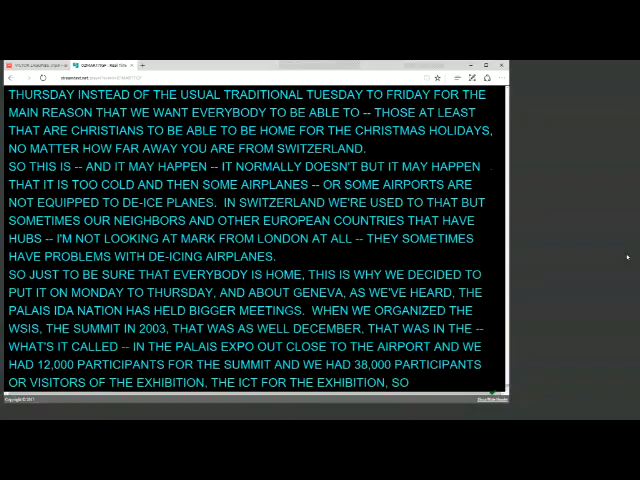 streamtext.net
THURSDAY INSTEAD OF THE USUAL TRADITIONAL TUESDAY TO FRIDAY FOR THE
MAIN REASON THAT WE WANT EVERYBODY TO BE ABLE TO -- THOSE AT LEAST
THAT ARE CHRISTIANS TO BE ABLE TO BE HOME FOR THE CHRISTMAS HOLIDAYS,
NO MATTER HOW FAR AWAY YOU ARE FROM SWITZERLAND.
SO THIS IS -- AND IT MAY HAPPEN -- IT NORMALLY DOESN'T BUT IT MAY HAPPEN
THAT IT IS TOO COLD AND THEN SOME AIRPLANES -- OR SOME AIRPORTS ARE
NOT EQUIPPED TO DE-ICE PLANES. IN SWITZERLAND WE'RE USED TO THAT BUT
SOMETIMES OUR NEIGHBORS AND OTHER EUROPEAN COUNTRIES THAT HAVE
HUBS -- I'M NOT LOOKING AT MARK FROM LONDON AT ALL -- THEY SOMETIMES
HAVE PROBLEMS WITH DE-ICING AIRPLANES.
SO JUST TO BE SURE THAT EVERYBODY IS HOME, THIS IS WHY WE DECIDED TO
PUT IT ON MONDAY TO THURSDAY, AND ABOUT GENEVA, AS WE'VE HEARD, THE
PALAIS IDA NATION HAS HELD BIGGER MEETINGS. WHEN WE ORGANIZED THE
WSIS, THE SUMMIT IN 2003, THAT WAS AS WELL DECEMBER, THAT WAS IN THE --
WHAT'S IT CALLED -- IN THE PALAIS EXPO OUT CLOSE TO THE AIRPORT AND WE
HAD 12,000 PARTICIPANTS FOR THE SUMMIT AND WE HAD 38,000 PARTICIPANTS
OR VISITORS OF THE EXHIBITION, THE ICT FOR THE EXHIBITION, SO
Copyright © 2017
Show/Hide Header